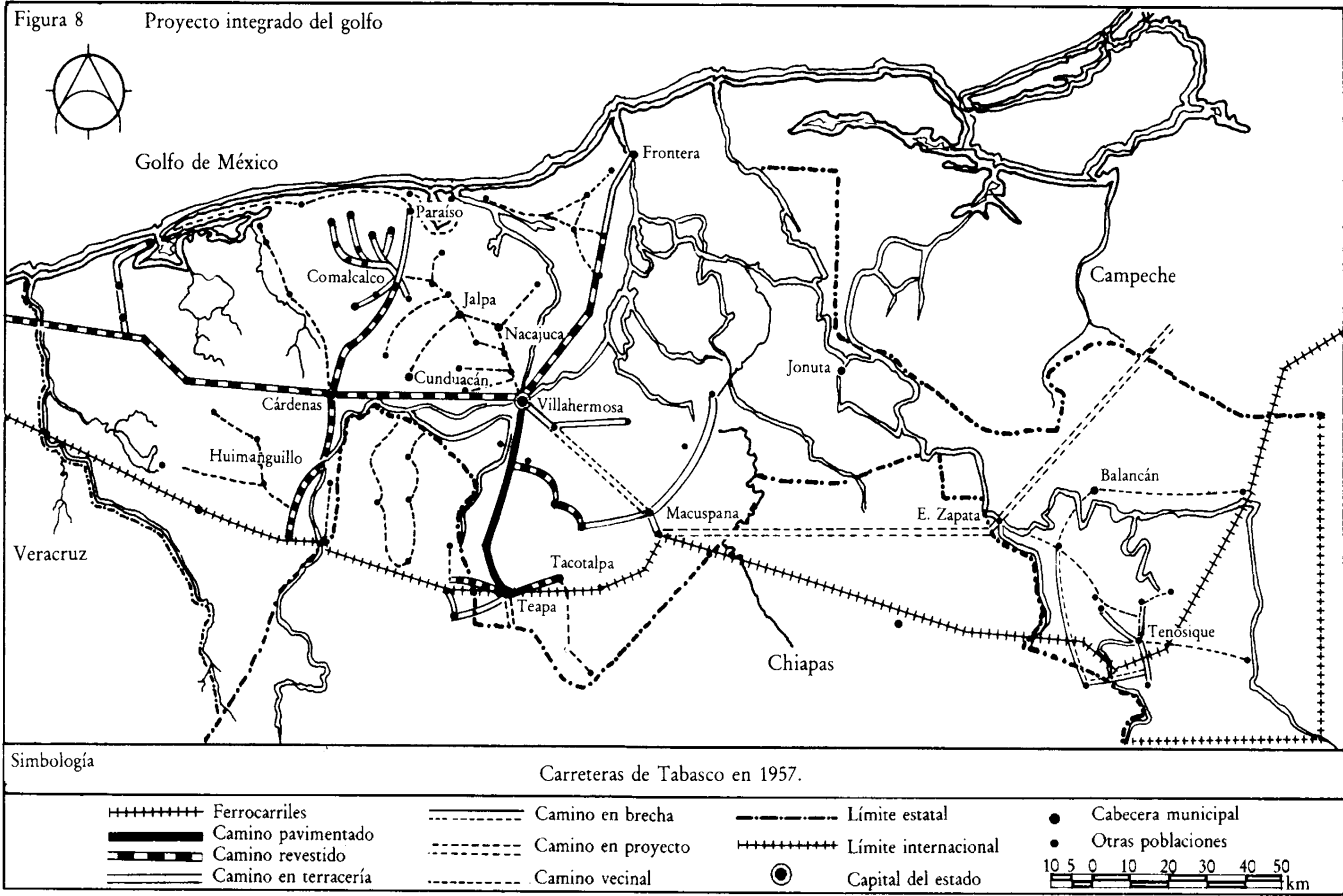 Figura 8 Proyecto integrado del golfo
Golfo de México
Frontera
Paraíso
Comalcalco
Campeche
Jalpa
Nacajuca
Jonuta
Cunduacán
Cárdenas
Villahermosa
Huimanguillo
Balancán
Macuspana
E. Zapata
Veracruz
Tacotalpa
Teapa
Tenosique
Chiapas
Simbología
Carreteras de Tabasco en 1957.
Ferrocarriles
Camino pavimentado
Camino revestido
Camino en terracería
Camino en brecha
Camino en proyecto
Camino vecinal
Límite estatal
Límite internacional
Capital del estado
Cabecera municipal
Otras poblaciones
10 5 0 10 20 30 40 50
km